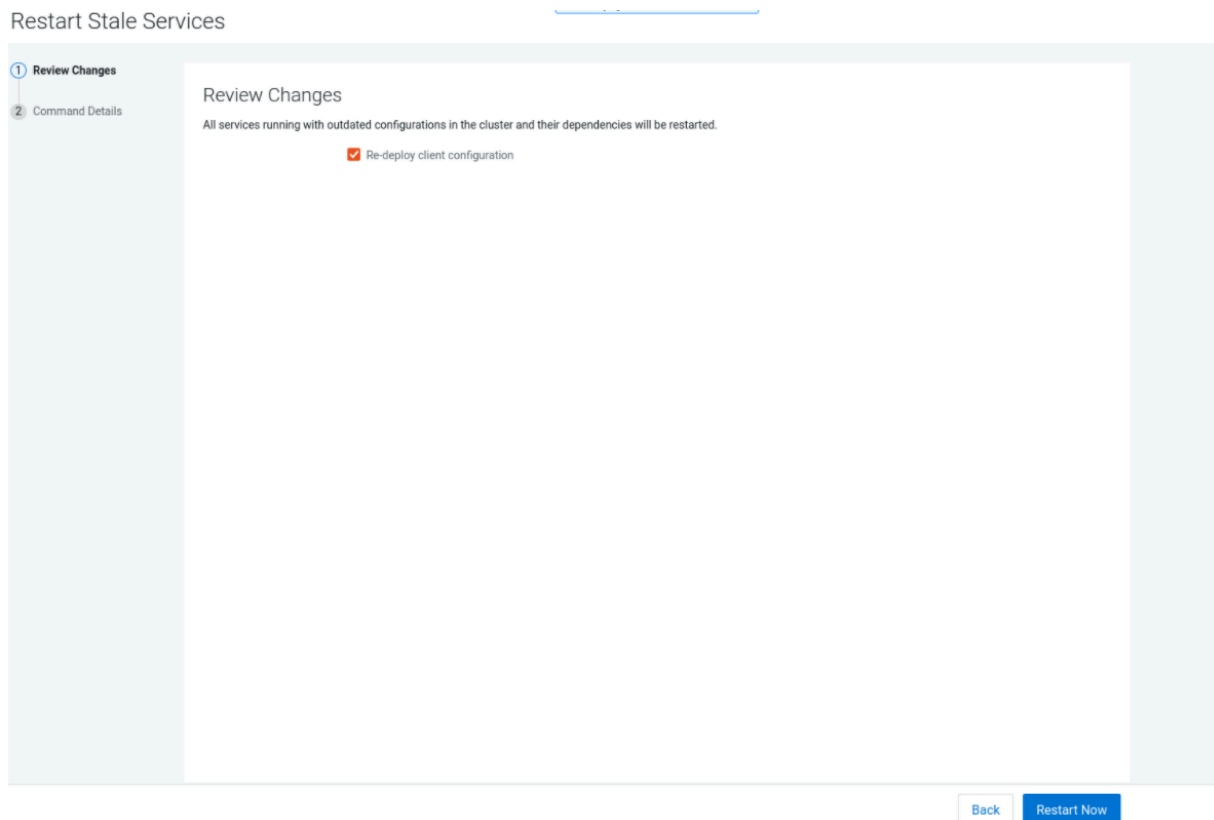 Restart Stale Services
1 Review Changes
2 Command Details
Review Changes
All services running with outdated configurations in the cluster and their dependencies will be restarted.
Re-deploy client configuration
Back
Restart Now